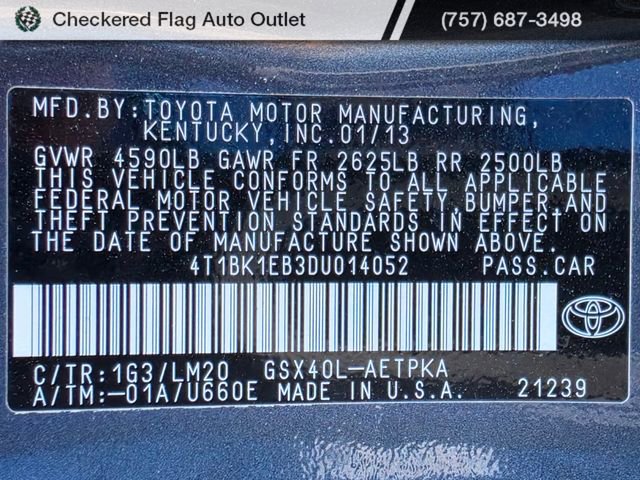 Checkered Flag Auto Outlet (757) 687-3498
MFD.BY:TOYOTA MOTOR MANUFACTURING,
KENTUCKY,INC.01/13
GVWR 4590LB GAWR FR 2625LB RR 2500LB
THIS VEHICLE CONFORMS TO ALL APPLICABLE
FEDERAL MOTOR VEHICLE SAFETY,BUMPER,AND
THEFT PREVENTION STANDARDS IN EFFECT ON
THE DATE OF MANUFACTURE SHOWN ABOVE.
4T1BK1EB3DU014052 PASS.CAR
C/TR:1G3/LM20 GSX40L-AETPKA
A/TM:-01A/U660E MADE IN U.S.A. 21239